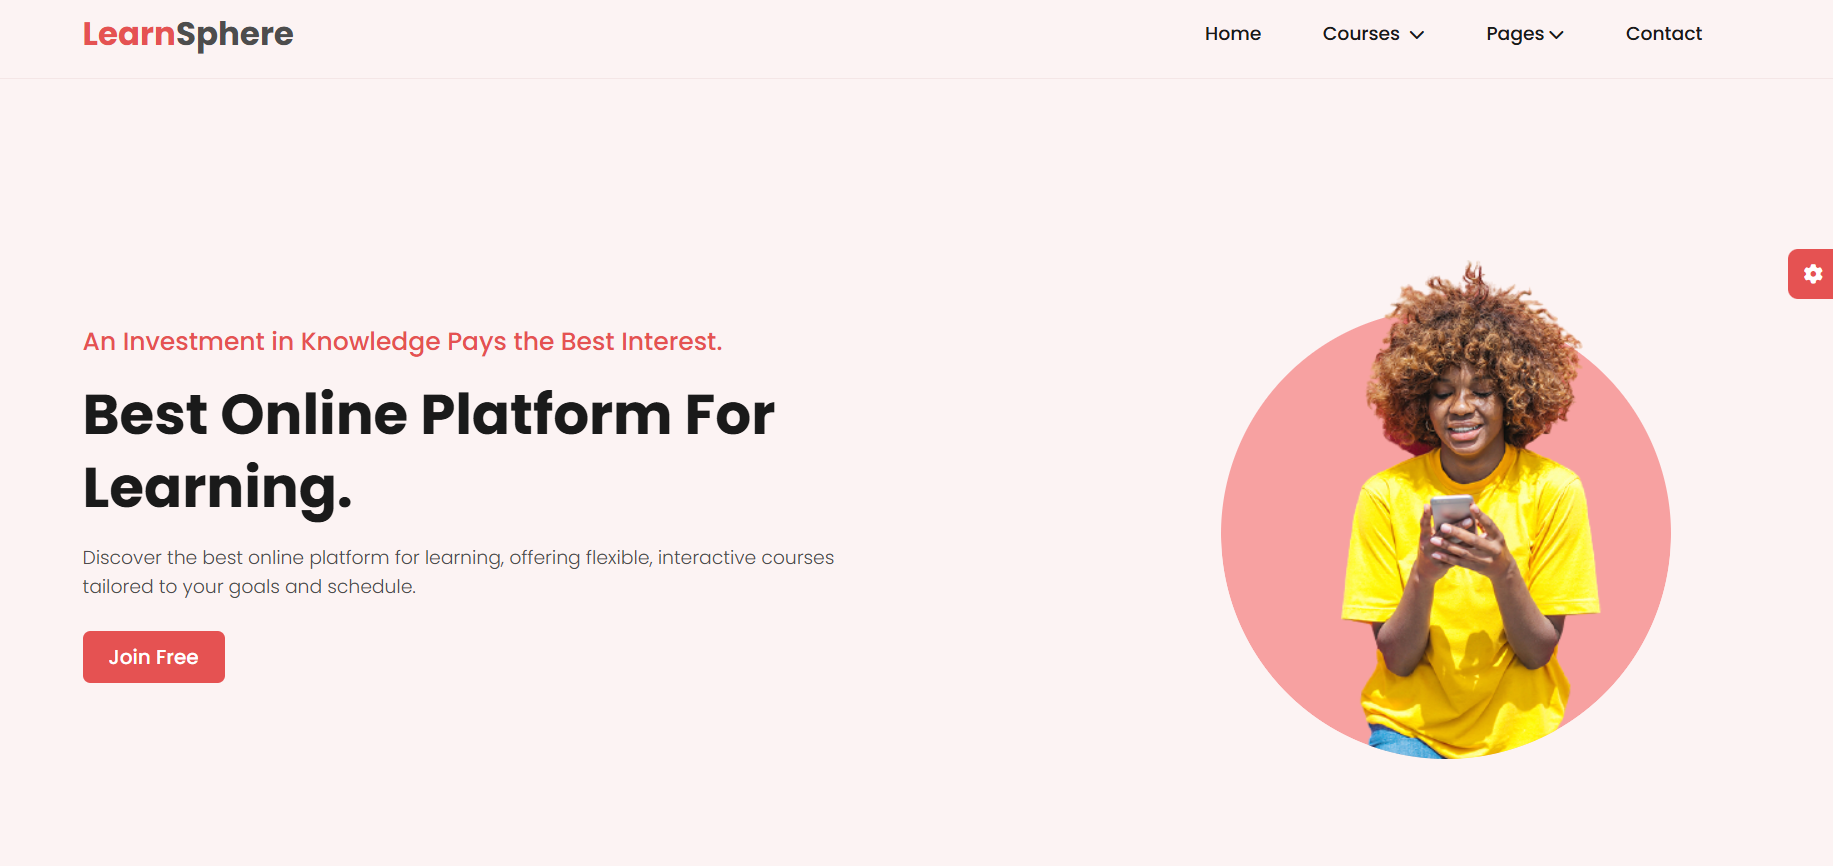 LearnSphere
Home
Courses
Pages
Contact
An Investment in Knowledge Pays the Best Interest.
Best Online Platform For
Learning.
Discover the best online platform for learning, offering flexible, interactive courses
tailored to your goals and schedule.
Join Free